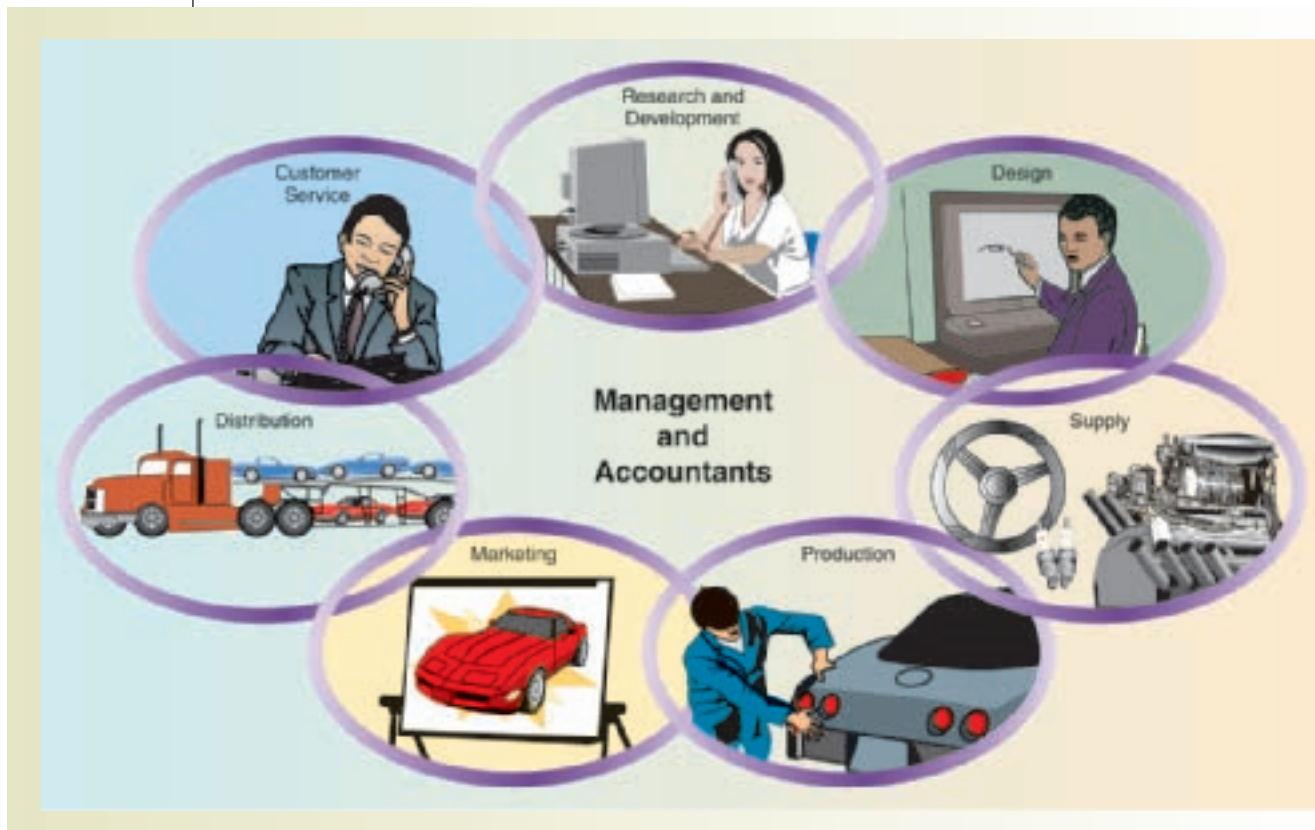 Research and
Development
Customer
Service
Design
Management
and
Accountants
Distribution
Supply
Marketing
Production